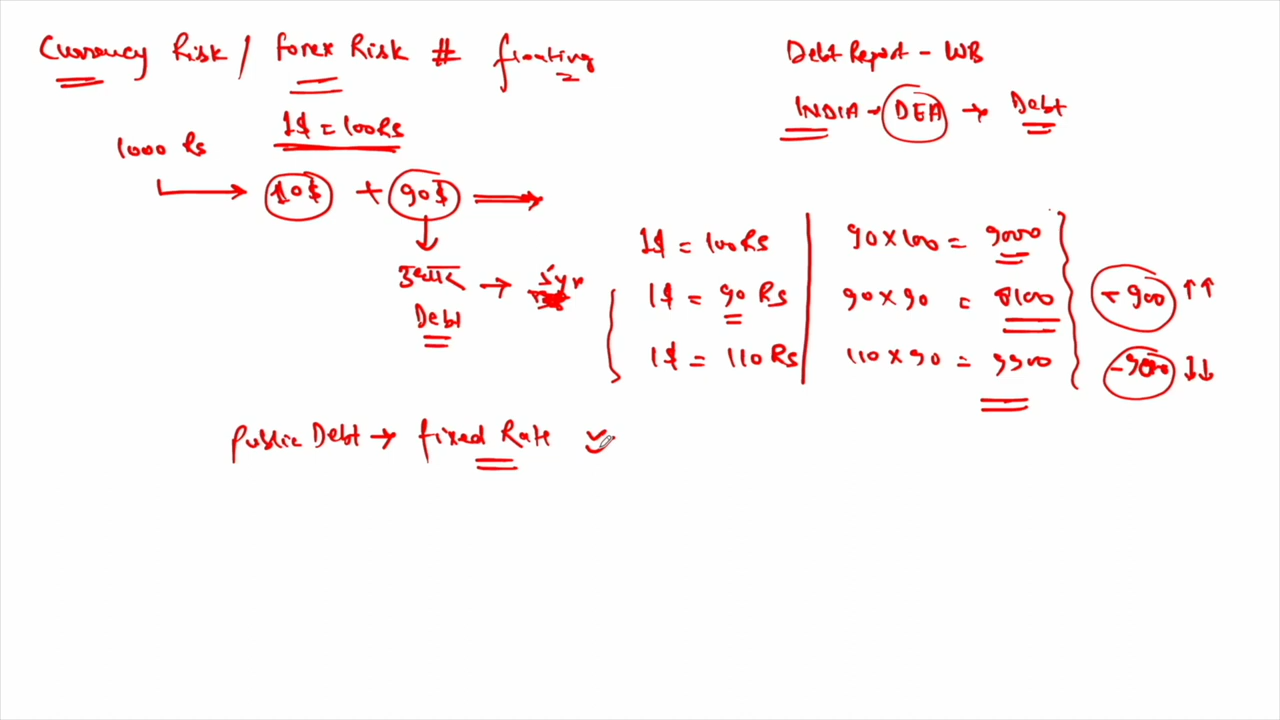 Currency Risk / Forex Risk # floating
1$ = 100Rs
1000 Rs
10$ + 90$ →
उधार → 5yr
Debt
Public Debt → fixed Rate ✓
Debt Report - WB
INDIA - DEA → Debt
1$ = 100Rs | 90 x 100 = 9000
1$ = 90 Rs | 90 x 90 = 8100 + 900 ↑↑
1$ = 110 Rs | 110 x 90 = 9900 - 900 ↓↓